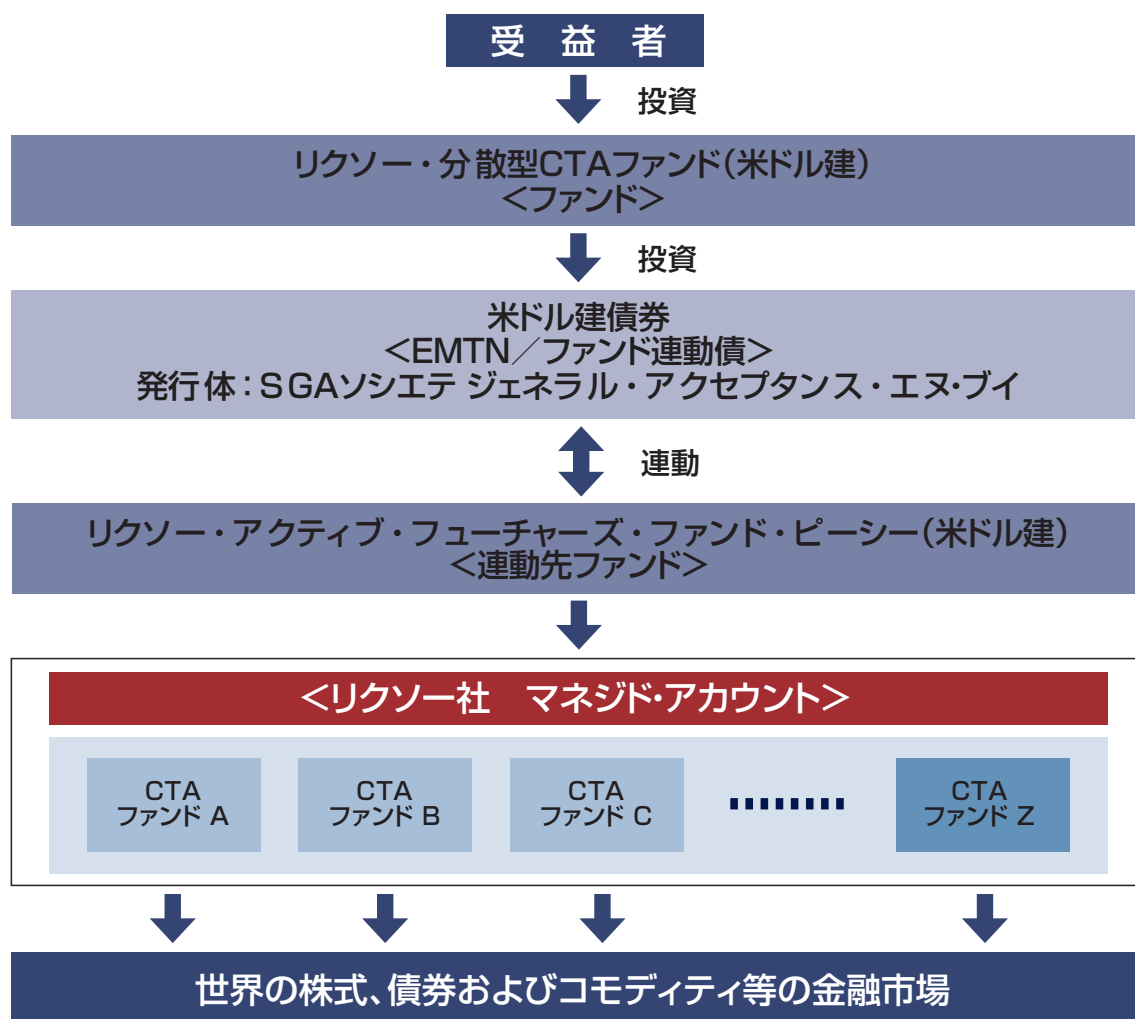 受 益 者
投資
リクソー・分散型CTAファンド(米ドル建)
<ファンド>
投資
米ドル建債券
<EMTN/ファンド連動債>
発行体:SGAソシエテ ジェネラル・アクセプタンス・エヌ・ブイ
連動
リクソー・アクティブ・フューチャーズ・ファンド・ピーシー(米ドル建)
<連動先ファンド>
<リクソー社 マネジド・アカウント>
CTA
ファンド A
CTA
ファンド B
CTA
ファンド C
CTA
ファンド Z
世界の株式、債券およびコモディティ等の金融市場